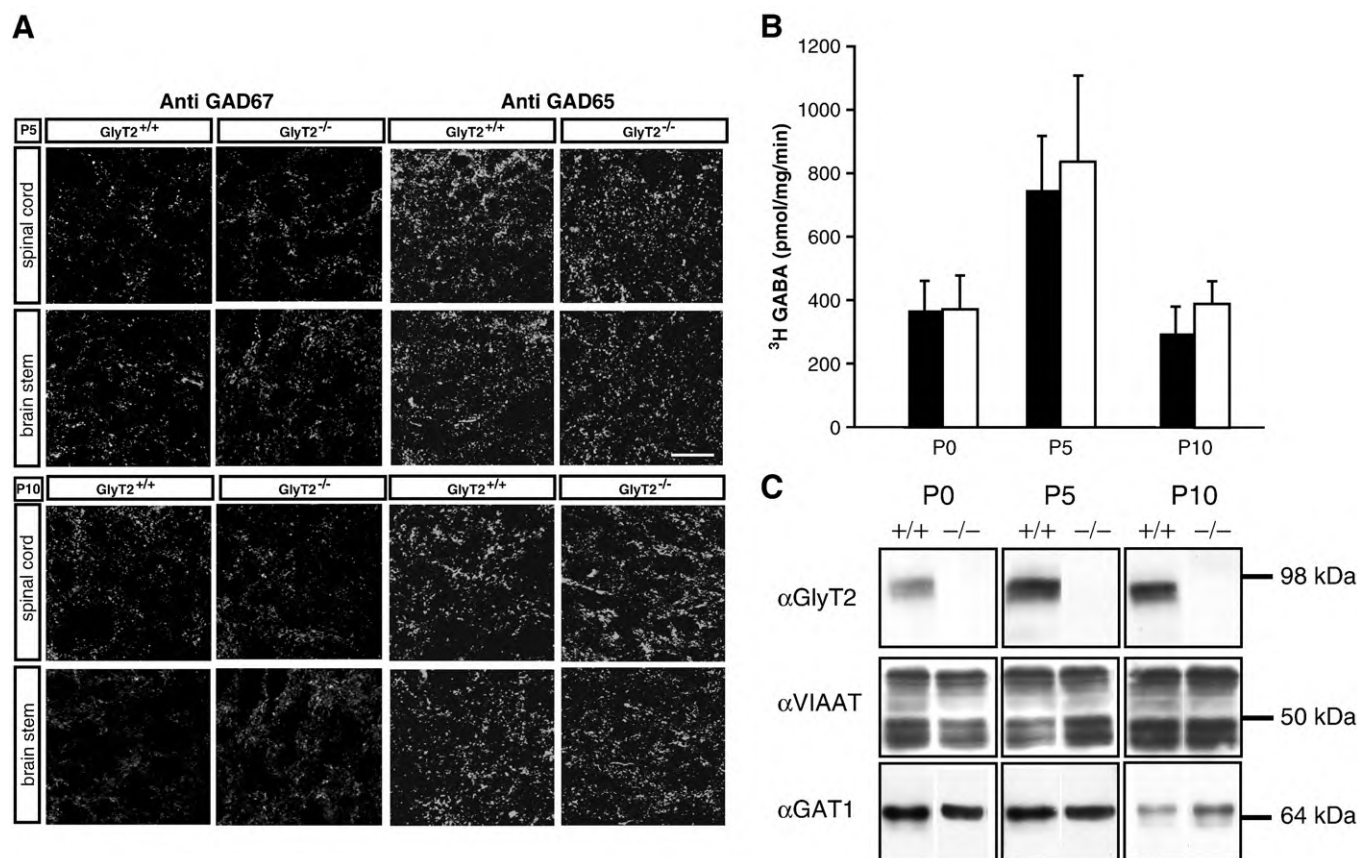 A
Anti GAD67
Anti GAD65
P5
GlyT2+/+
GlyT2-/-
GlyT2+/+
GlyT2-/-
spinal cord
brain stem
P10
GlyT2+/+
GlyT2-/-
GlyT2+/+
GlyT2-/-
spinal cord
brain stem
B
³H GABA (pmol/mg/min)
1200
1000
800
600
400
200
0
P0
P5
P10
C
P0
P5
P10
+/+
–/–
+/+
–/–
+/+
–/–
αGlyT2
98 kDa
αVIAAT
50 kDa
αGAT1
64 kDa